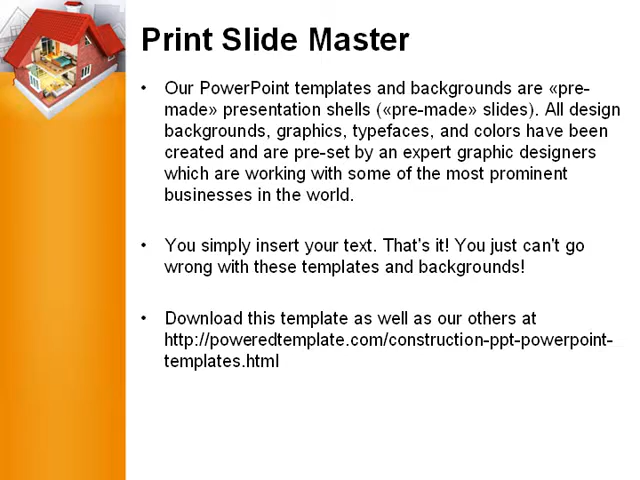 Print Slide Master
• Our PowerPoint templates and backgrounds are «pre-
made» presentation shells («pre-made» slides). All design
backgrounds, graphics, typefaces, and colors have been
created and are pre-set by an expert graphic designers
which are working with some of the most prominent
businesses in the world.
• You simply insert your text. That's it! You just can't go
wrong with these templates and backgrounds!
• Download this template as well as our others at
http://poweredtemplate.com/construction-ppt-powerpoint-
templates.html